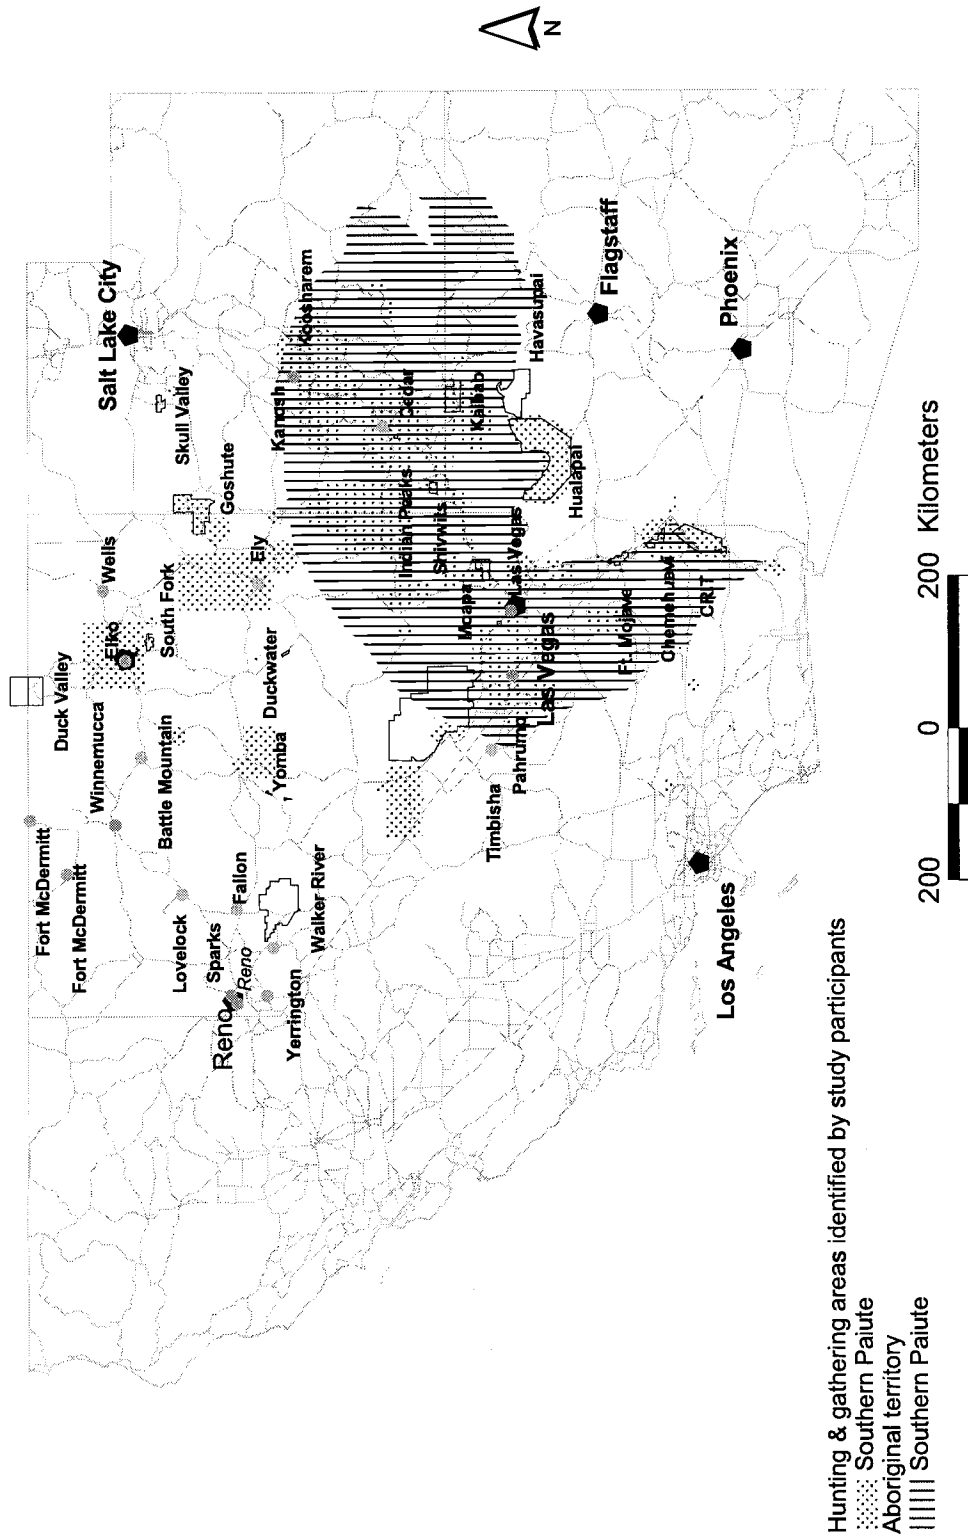 N
Salt Lake City
Skull Valley
Goshute
Wells
Elko
South Fork
Duck Valley
Winnemucca
Battle Mountain
Fort McDermitt
Fort McDermitt
Lovelock
Sparks
Reno
Reno
Fallon
Yerrington
Walker River
Yomba
Duckwater
Ely
Kanosh
Koosharem
Cedar
Indian Peaks
Shivwits
Kaibab
Havasupai
Hualapai
Moapa
Las Vegas
Las Vegas
Pahrump
Timbisha
Ft. Mojave
Chemehuevi
CRIT
Flagstaff
Phoenix
Los Angeles
200 0 200 Kilometers
Hunting & gathering areas identified by study participants
Southern Paiute
Aboriginal territory
Southern Paiute